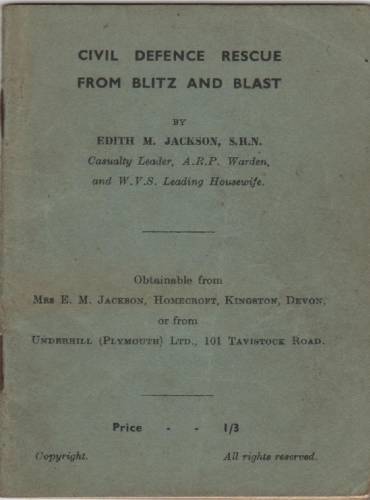 CIVIL DEFENCE RESCUE
FROM BLITZ AND BLAST
BY
EDITH M. JACKSON, S.R.N.
Casualty Leader, A.R.P. Warden,
and W.V.S. Leading Housewife.
Obtainable from
MRS E. M. JACKSON, HOMECROFT, KINGSTON, DEVON,
or from
UNDERHILL (PLYMOUTH) LTD., 101 TAVISTOCK ROAD.
Price - - 1/3
Copyright. All rights reserved.